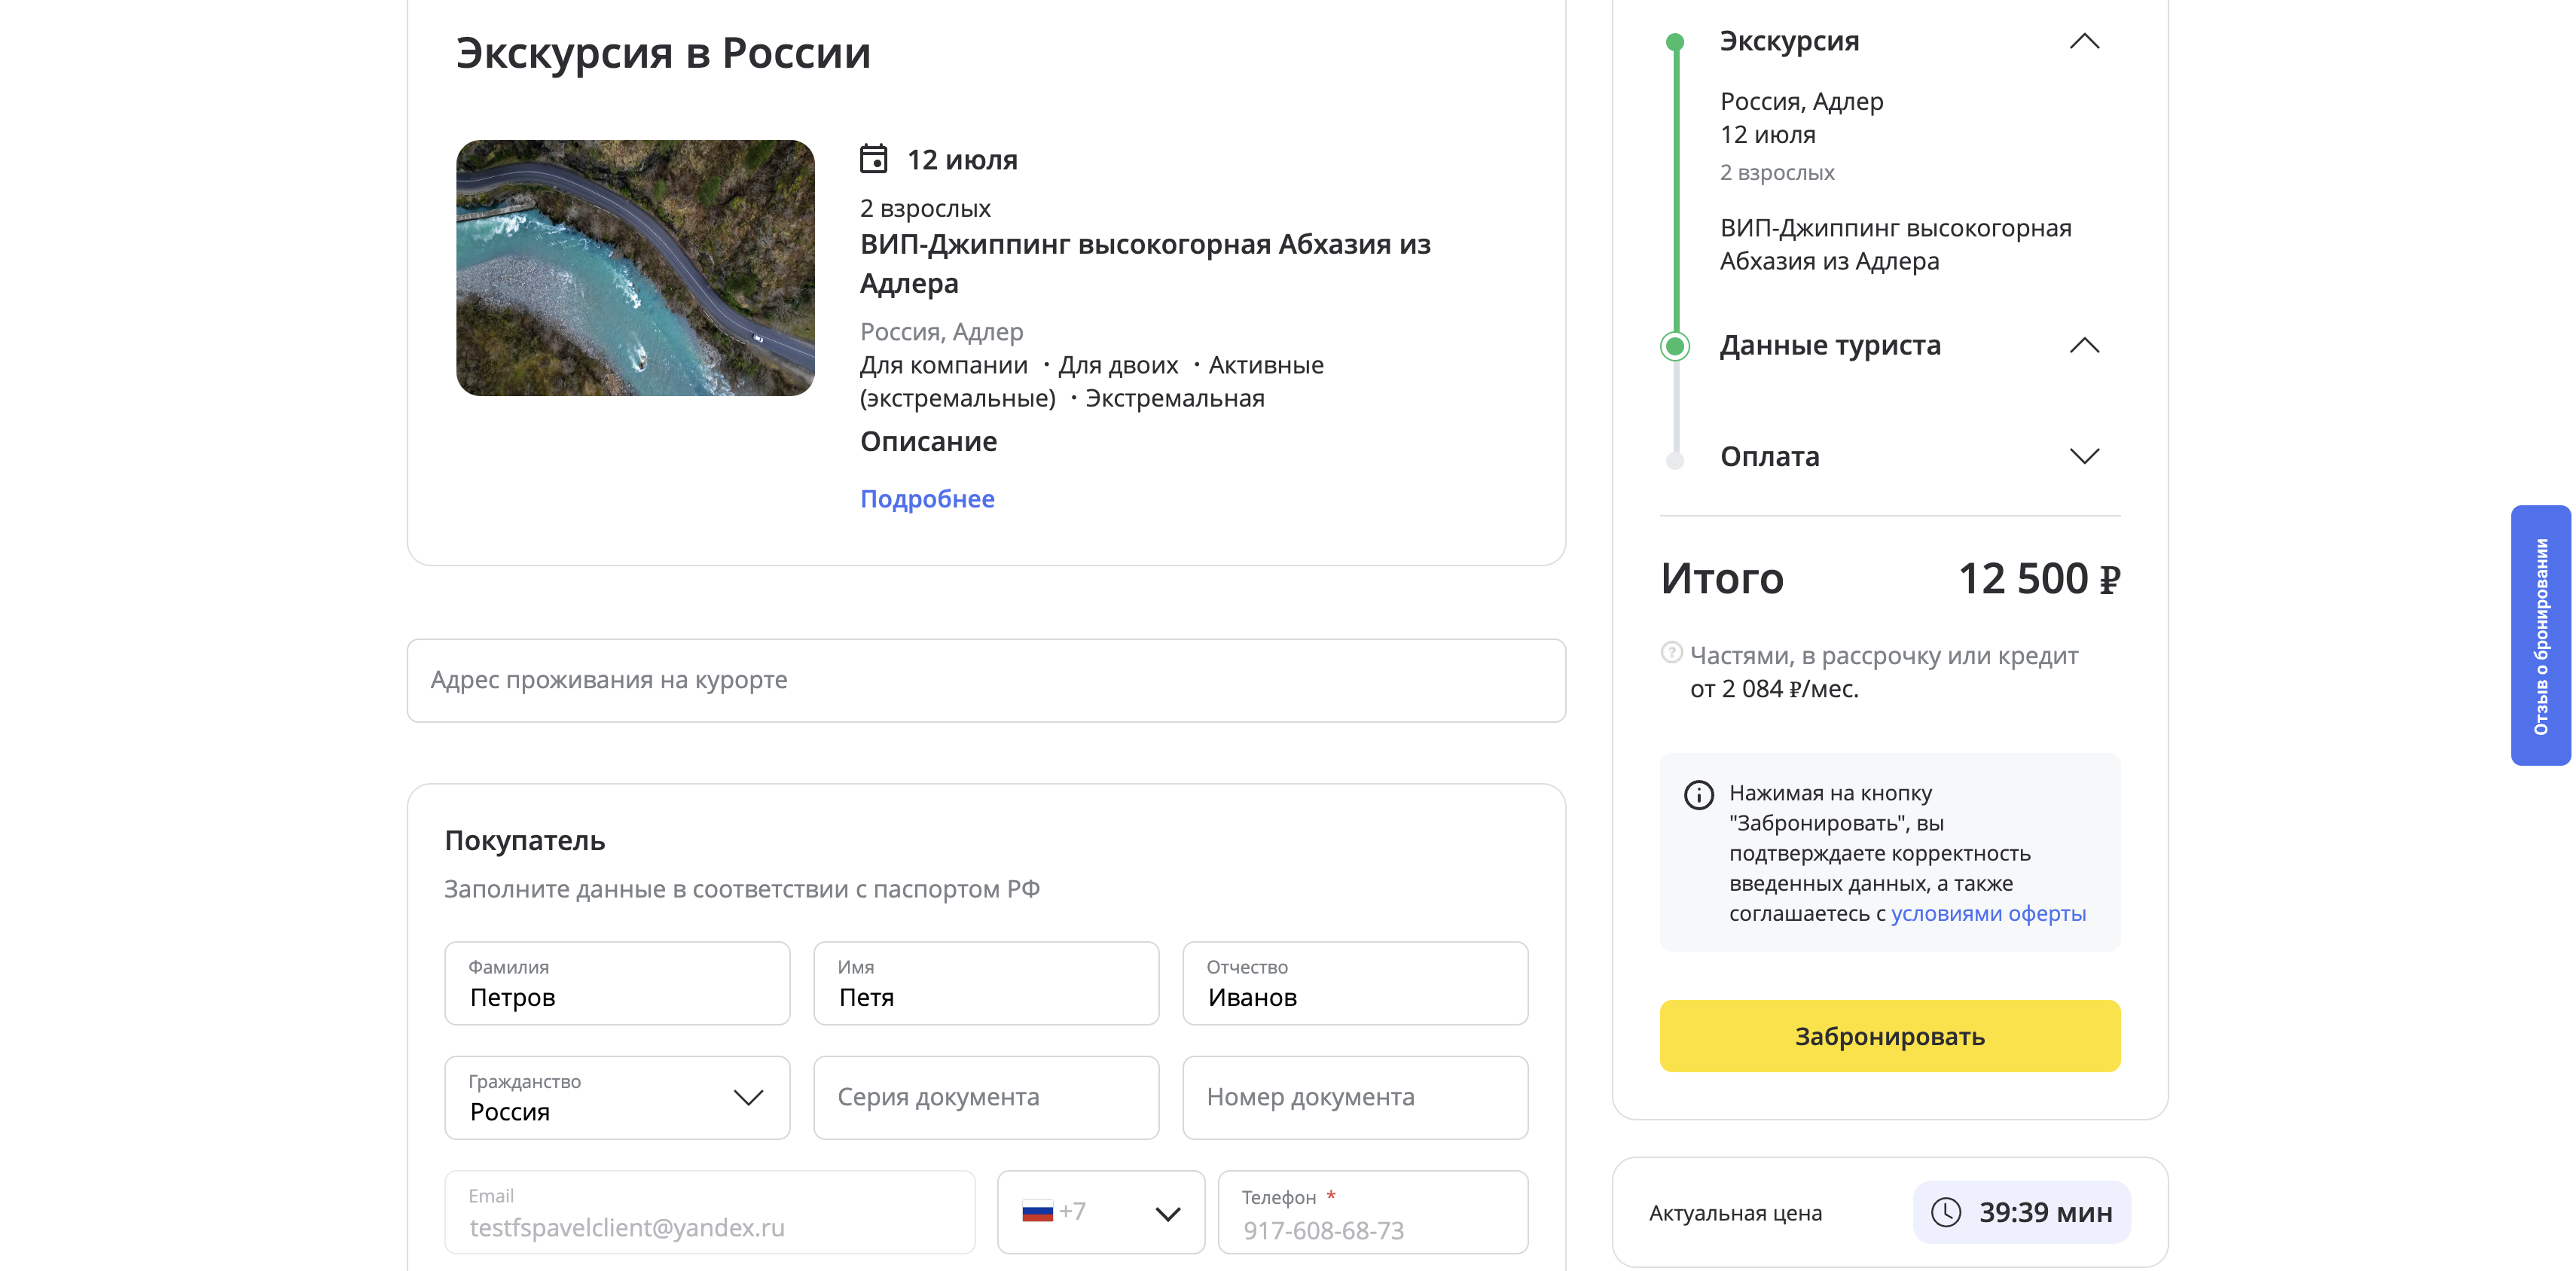 Экскурсия в России
12 июля
2 взрослых
ВИП-Джиппинг высокогорная Абхазия из
Адлера
Россия, Адлер
Для компании · Для двоих · Активные
(экстремальные) · Экстремальная
Описание
Подробнее
Адрес проживания на курорте
Покупатель
Заполните данные в соответствии с паспортом РФ
Фамилия
Петров
Имя
Петя
Отчество
Иванов
Гражданство
Россия
Серия документа
Номер документа
Email
testfspavelclient@yandex.ru
+7
Телефон *
917-608-68-73
Экскурсия
Россия, Адлер
12 июля
2 взрослых
ВИП-Джиппинг высокогорная
Абхазия из Адлера
Данные туриста
Оплата
Итого 12 500 ₽
Частями, в рассрочку или кредит
от 2 084 ₽/мес.
Нажимая на кнопку
"Забронировать", вы
подтверждаете корректность
введенных данных, а также
соглашаетесь с условиями оферты
Забронировать
Актуальная цена 39:39 мин
Отзыв о бронировании